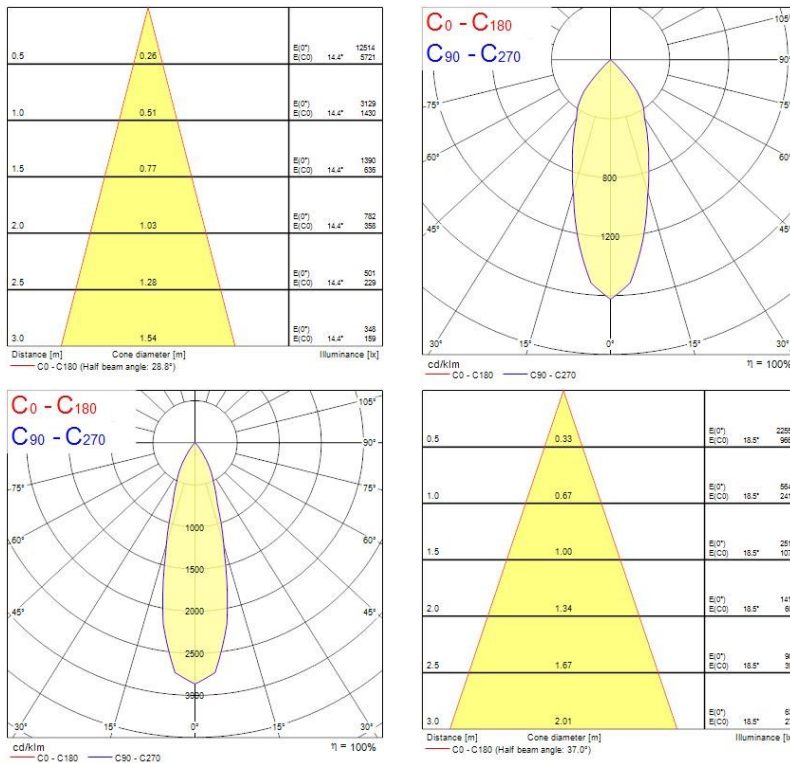 E(0°) 12514
0.5 0.26 E(C0) 14.4° 5721
E(0°) 3129
1.0 0.51 E(C0) 14.4° 1430
E(0°) 1390
1.5 0.77 E(C0) 14.4° 636
E(0°) 782
2.0 1.03 E(C0) 14.4° 358
E(0°) 501
2.5 1.28 E(C0) 14.4° 229
E(0°) 348
3.0 1.54 E(C0) 14.4° 159
Distance [m] Cone diameter [m] Illuminance [lx]
C0 - C180 (Half beam angle: 28.8°)
C0 - C180
C90 - C270
105°
90°
75° 75°
60° 60°
800
45° 45°
1200
30° 15° 0° 15° 30°
cd/klm η = 100%
C0 - C180 C90 - C270
C0 - C180
C90 - C270
105°
90°
75° 75°
60° 1000 60°
1500
45° 2000 45°
2500
3000
30° 15° 0° 15° 30°
cd/klm η = 100%
C0 - C180 C90 - C270
E(0°)
0.5 0.33 E(C0) 18.5°
E(0°)
1.0 0.67 E(C0) 18.5°
E(0°)
1.5 1.00 E(C0) 18.5°
E(0°)
2.0 1.34 E(C0) 18.5°
E(0°)
2.5 1.67 E(C0) 18.5°
E(0°)
3.0 2.01 E(C0) 18.5°
Distance [m] Cone diameter [m] Illuminance [lx
C0 - C180 (Half beam angle: 37.0°)